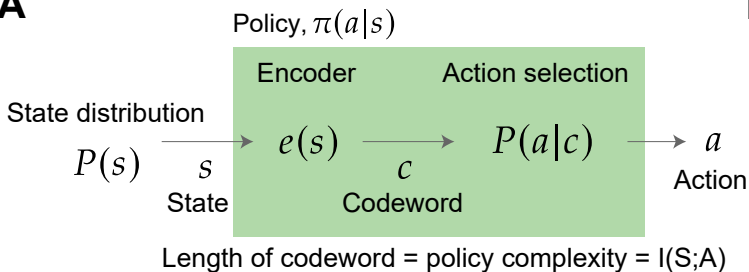 A
Policy, π(a|s)
Encoder
Action selection
State distribution
P(s)
s
State
e(s)
c
Codeword
P(a|c)
a
Action
Length of codeword = policy complexity = I(S;A)